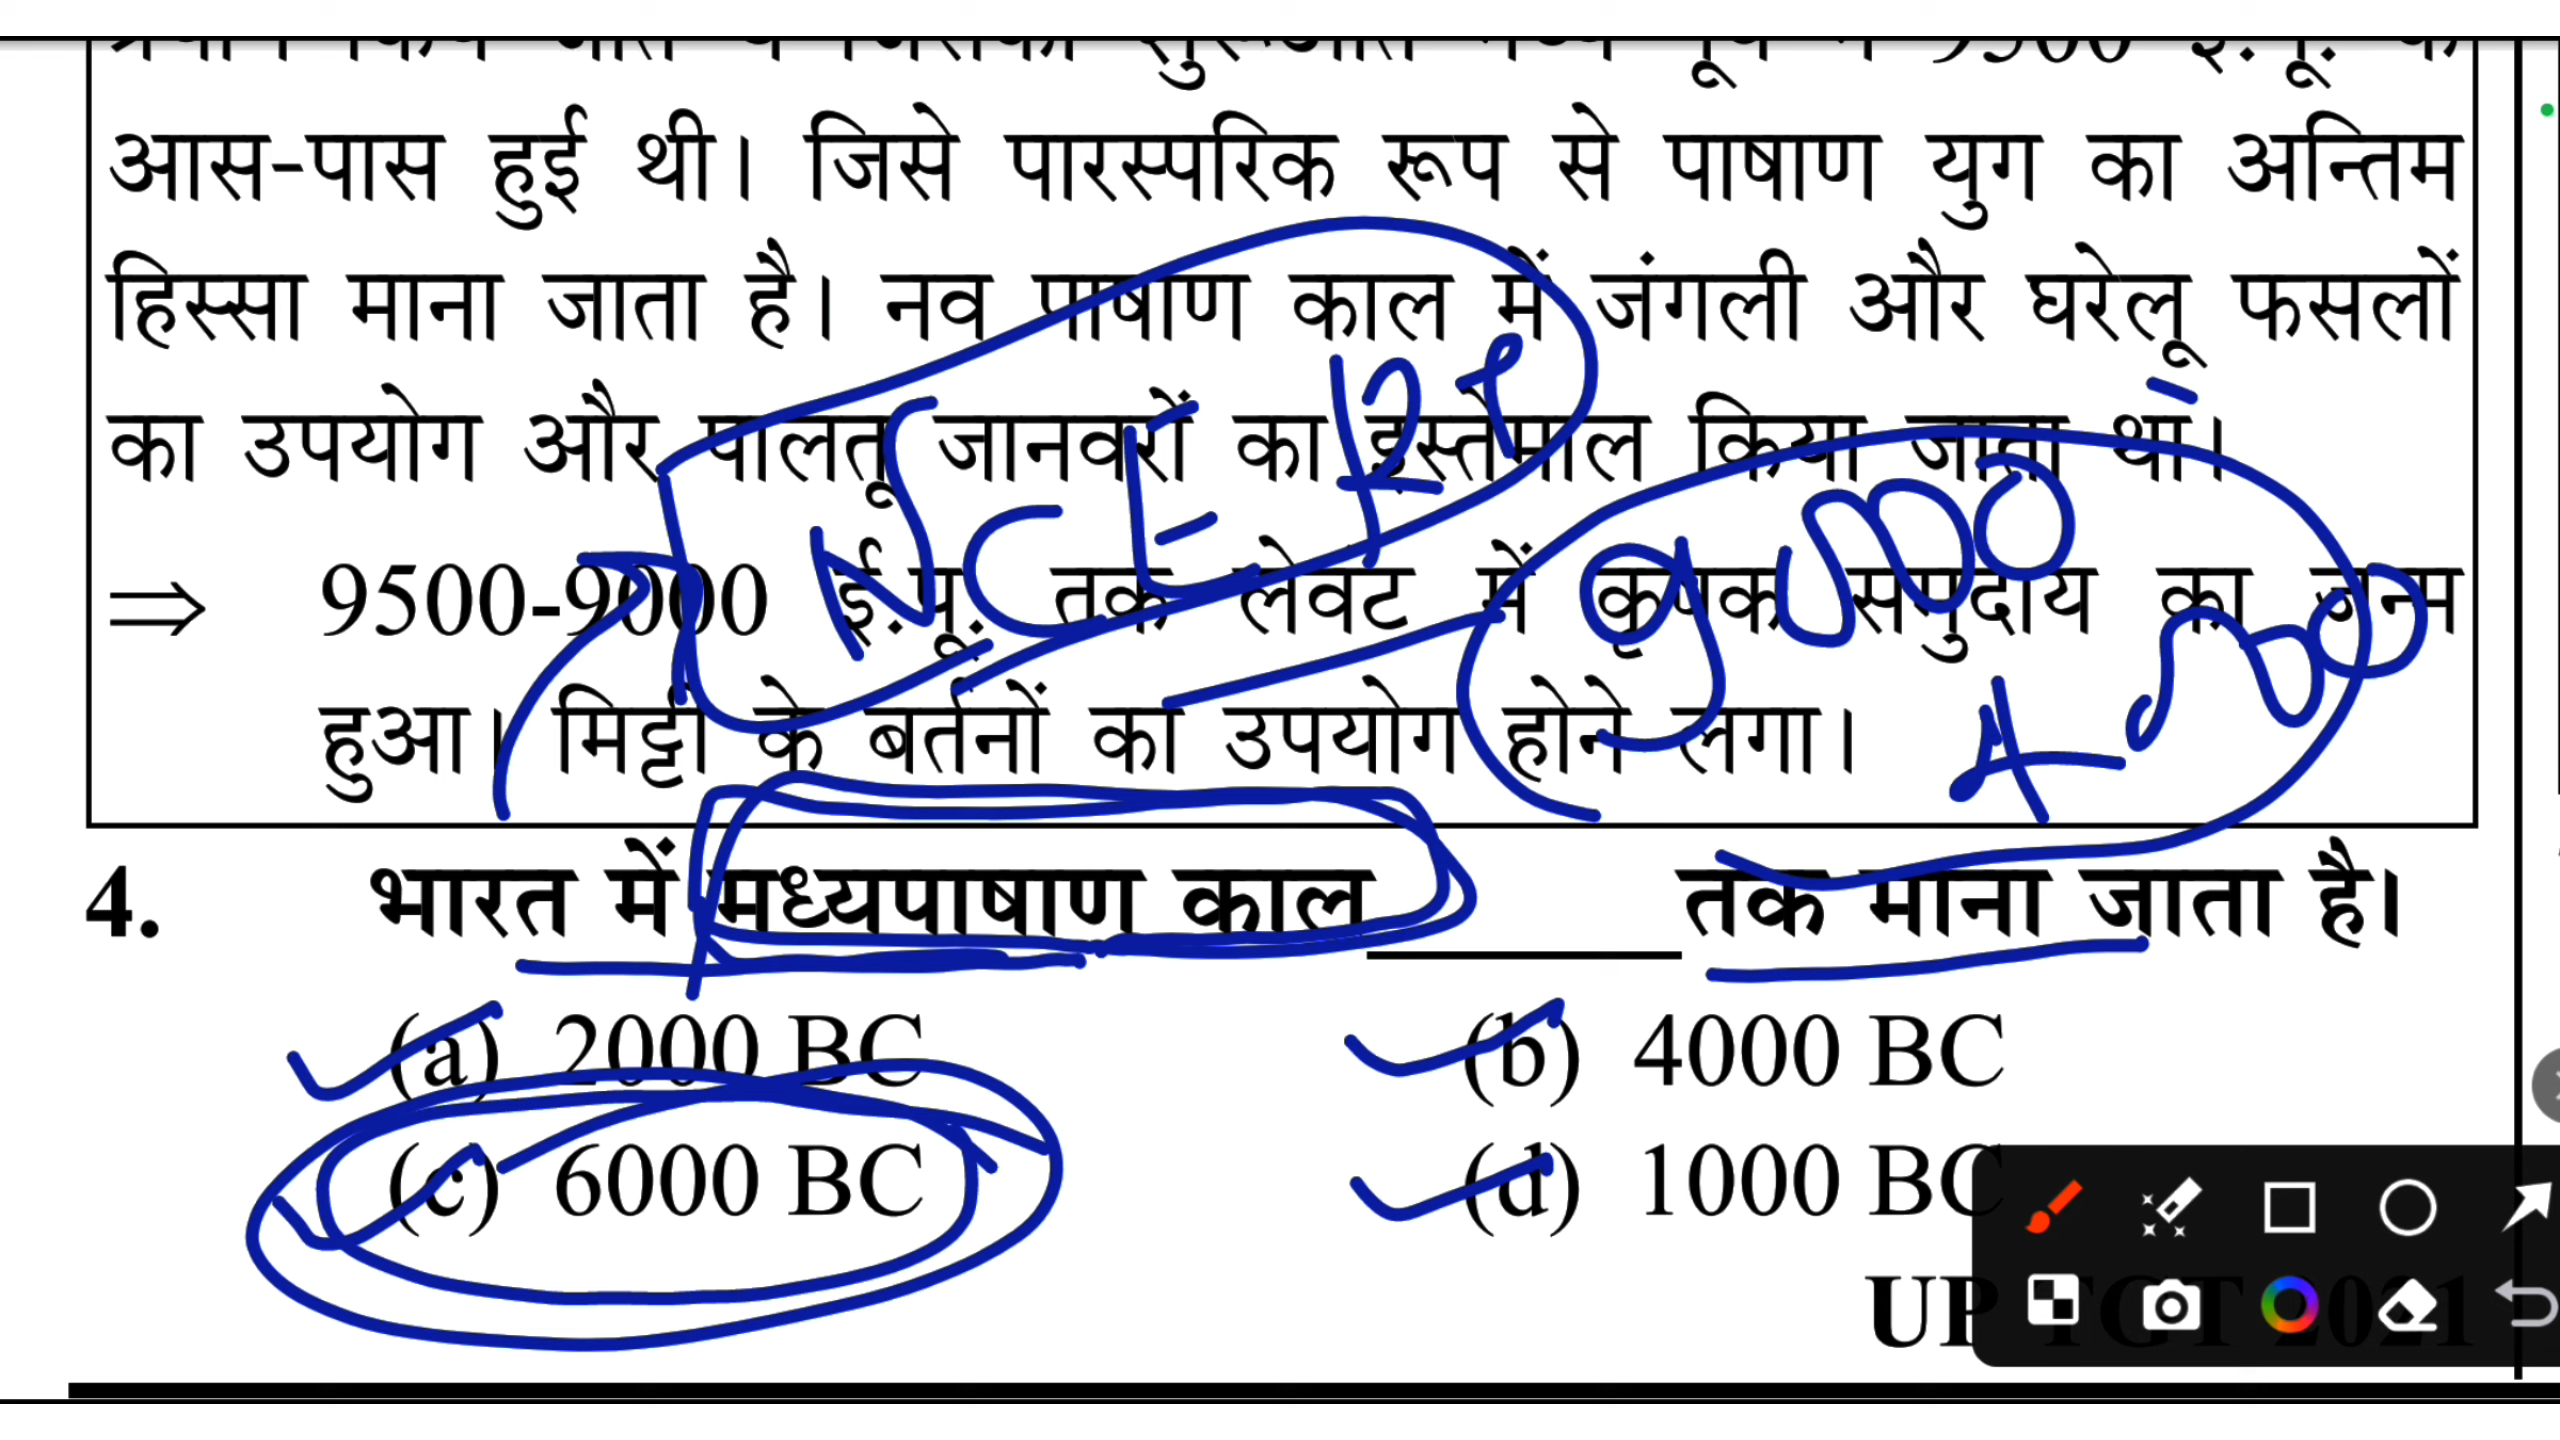 आस-पास हुई थी। जिसे पारस्परिक रूप से पाषाण युग का अन्तिम
हिस्सा माना जाता है। नव पाषाण काल में जंगली और घरेलू फसलों
का उपयोग और पालतू जानवरों का इस्तेमाल किया जाता था।
NCERT
⇒ 9500-9000 ई.पू. तक लेवंट में कृषक समुदाय का जन्म
9000
4000
हुआ। मिट्टी के बर्तनों का उपयोग होने लगा।
4. भारत में मध्यपाषाण काल ______ तक माना जाता है।
(a) 2000 BC (b) 4000 BC
(c) 6000 BC (d) 1000 BC
UP TGT 2021